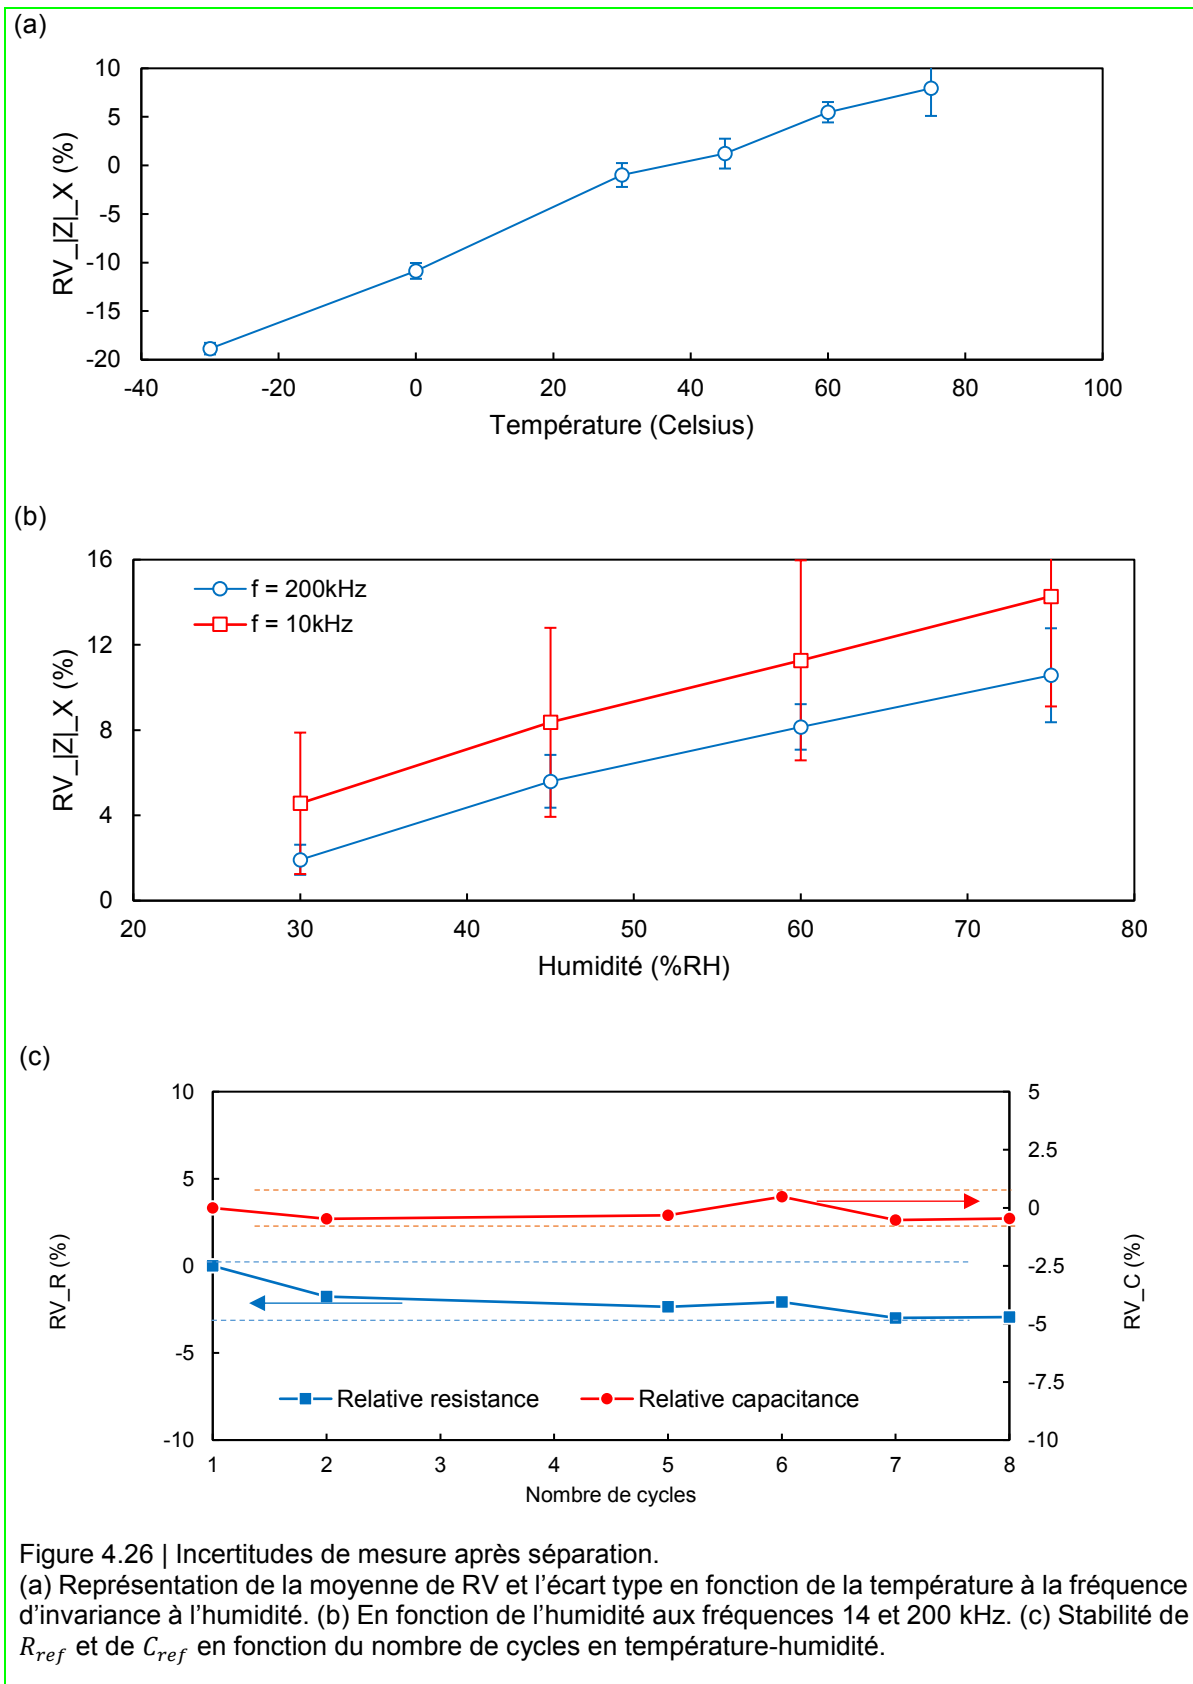 (a)
10
5
0
-5
-10
-15
-20
RV_|Z|_X (%)
-40 -20 0 20 40 60 80 100
Température (Celsius)
(b)
16
12
8
4
0
RV_|Z|_X (%)
f = 200kHz
f = 10kHz
20 30 40 50 60 70 80
Humidité (%RH)
(c)
10
5
0
-5
-10
RV_R (%)
5
2.5
0
-2.5
-5
-7.5
-10
RV_C (%)
Relative resistance Relative capacitance
1 2 3 4 5 6 7 8
Nombre de cycles
Figure 4.26 | Incertitudes de mesure après séparation.
(a) Représentation de la moyenne de RV et l’écart type en fonction de la température à la fréquence
d’invariance à l’humidité. (b) En fonction de l’humidité aux fréquences 14 et 200 kHz. (c) Stabilité de
R_ref et de C_ref en fonction du nombre de cycles en température-humidité.